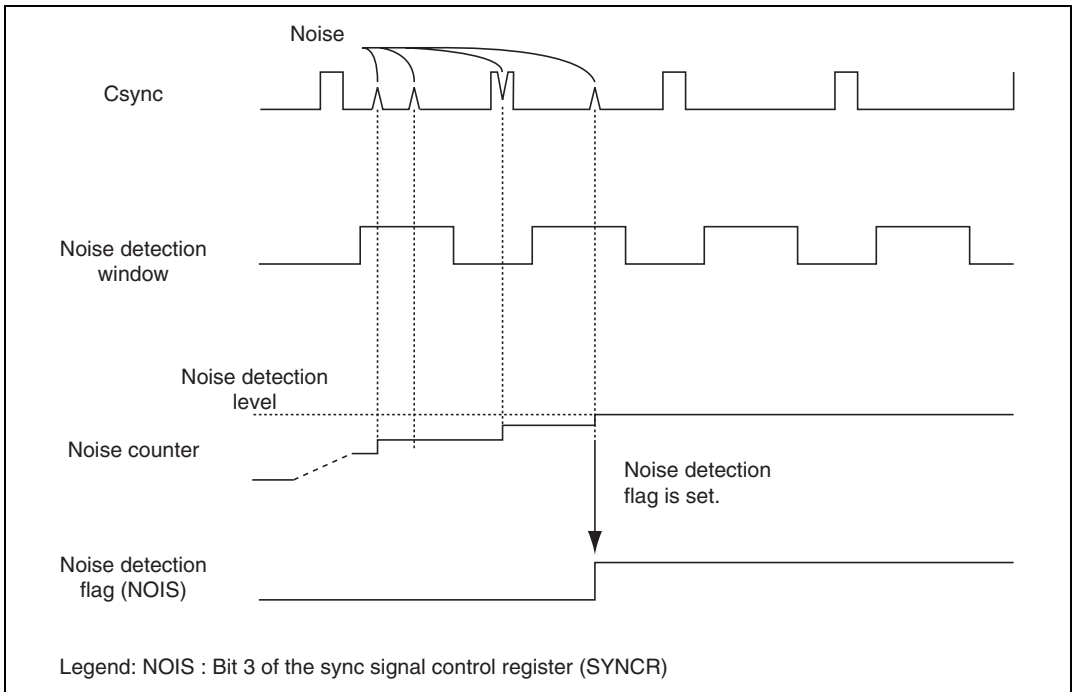 Noise
Csync
Noise detection
window
Noise detection
level
Noise counter
Noise detection
flag is set.
Noise detection
flag (NOIS)
Legend: NOIS : Bit 3 of the sync signal control register (SYNCR)